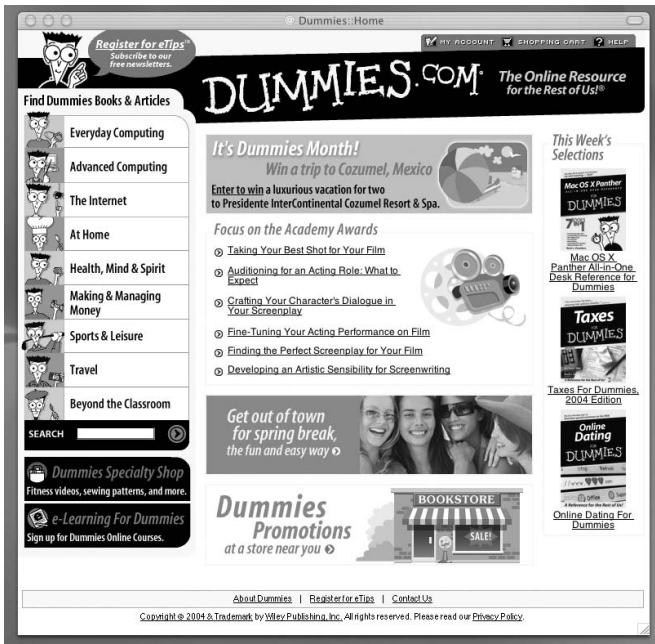 Dummies::Home
Register for eTips™
Subscribe to our
free newsletters.
MY ACCOUNT SHOPPING CART ? HELP
DUMMIES.COM®
The Online Resource
for the Rest of Us!®
Find Dummies Books & Articles
Everyday Computing
Advanced Computing
The Internet
At Home
Health, Mind & Spirit
Making & Managing
Money
Sports & Leisure
Travel
Beyond the Classroom
SEARCH
Dummies Specialty Shop
Fitness videos, sewing patterns, and more.
e-Learning For Dummies
Sign up for Dummies Online Courses.
It's Dummies Month!
Win a trip to Cozumel, Mexico
Enter to win a luxurious vacation for two
to Presidente InterContinental Cozumel Resort & Spa.
Focus on the Academy Awards
Taking Your Best Shot for Your Film
Auditioning for an Acting Role: What to
Expect
Crafting Your Character's Dialogue in
Your Screenplay
Fine-Tuning Your Acting Performance on Film
Finding the Perfect Screenplay for Your Film
Developing an Artistic Sensibility for Screenwriting
Get out of town
for spring break,
the fun and easy way
Dummies
Promotions
at a store near you
BOOKSTORE
SALE!
This Week's
Selections
Mac OS X Panther
FOR
DUMMIES
Mac OS X
Panther All-in-One
Desk Reference for
Dummies
Taxes
FOR
DUMMIES
Taxes For Dummies,
2004 Edition
Online
Dating
FOR
DUMMIES
Online Dating For
Dummies
About Dummies | Register for eTips | Contact Us
Copyright © 2004 & Trademark by Wiley Publishing, Inc. All rights reserved. Please read our Privacy Policy.